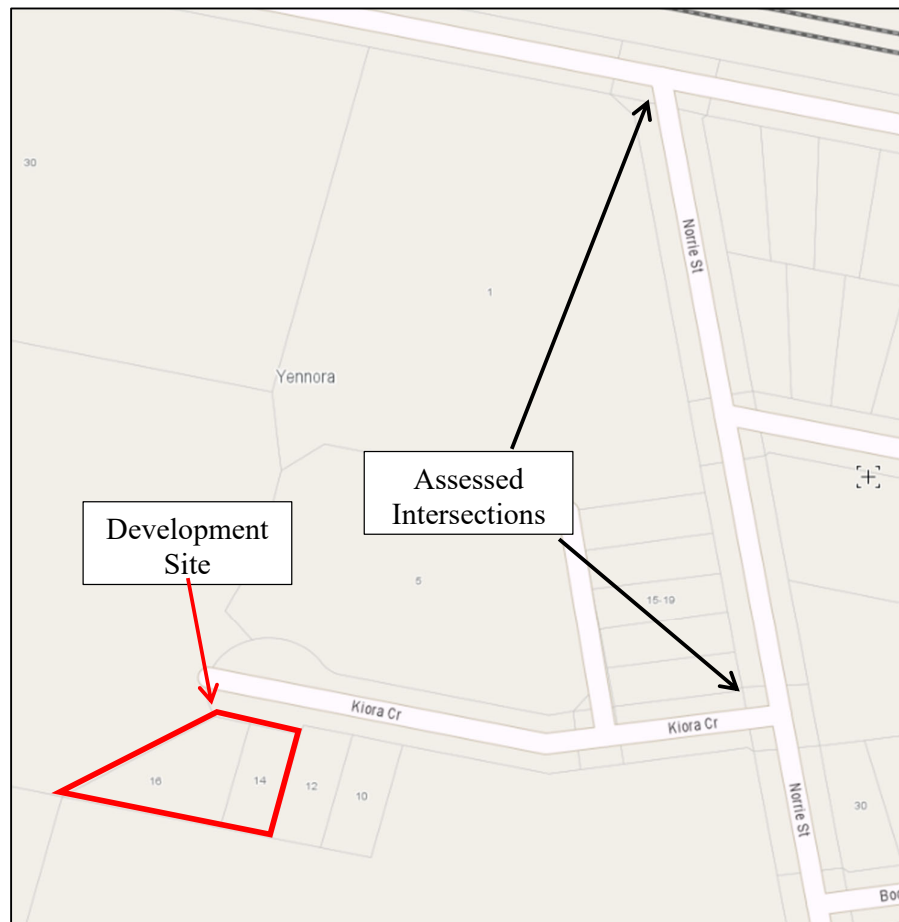 30
Norrie St
1
Yennora
Assessed
Intersections
Development
Site
5
15-19
Kiora Cr
Kiora Cr
16
14
12
10
Norrie St
30
Boo